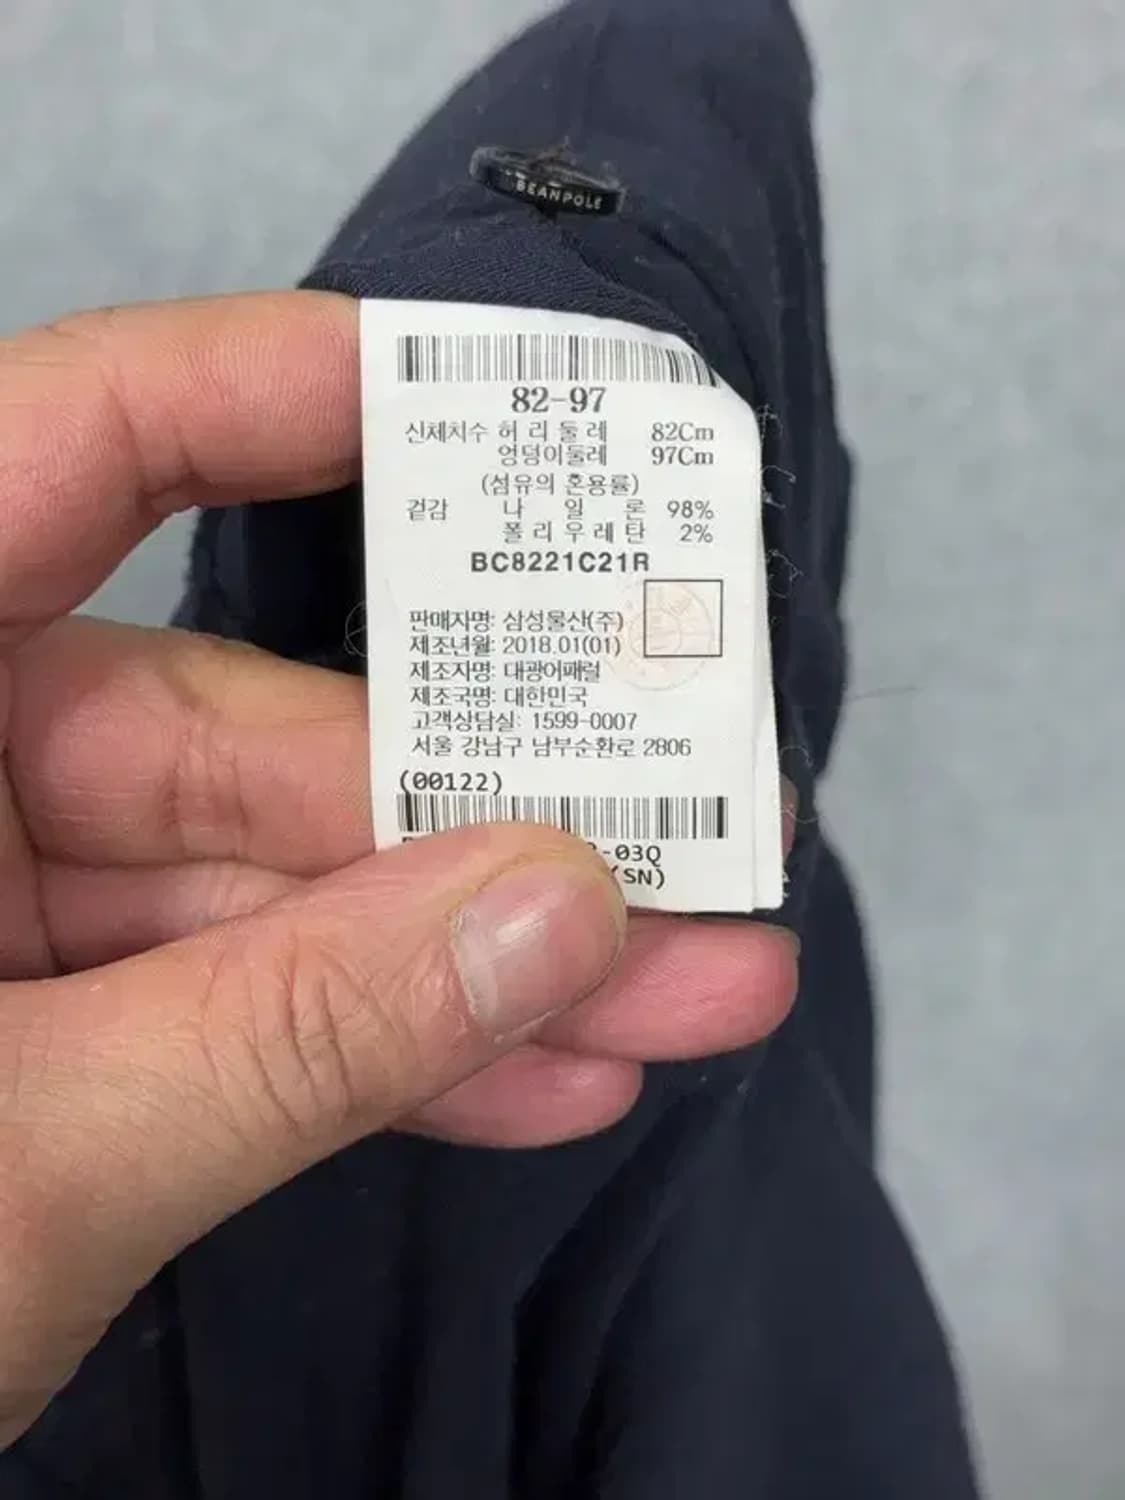 BEANPOLE
82-97
신체치수 허 리 둘 레 82Cm
엉덩이둘레 97Cm
(섬유의 혼용률)
겉감 나 일 론 98%
폴 리 우 레 탄 2%
BC8221C21R
판매자명: 삼성물산(주)
제조년월: 2018.01(01)
제조자명: 대광어패럴
제조국명: 대한민국
고객상담실: 1599-0007
서울 강남구 남부순환로 2806
(00122)
-03Q
(SN)